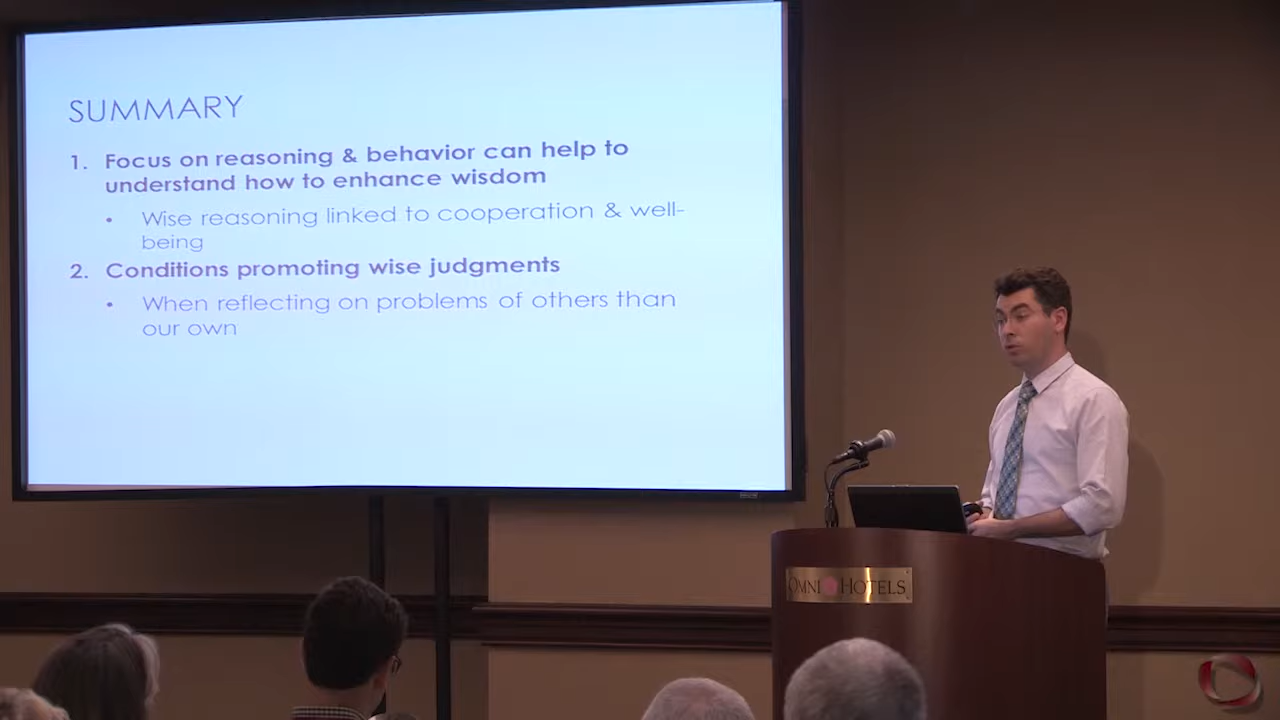 SUMMARY
1. Focus on reasoning & behavior can help to
understand how to enhance wisdom
• Wise reasoning linked to cooperation & well-
being
2. Conditions promoting wise judgments
• When reflecting on problems of others than
our own
OMNI HOTELS